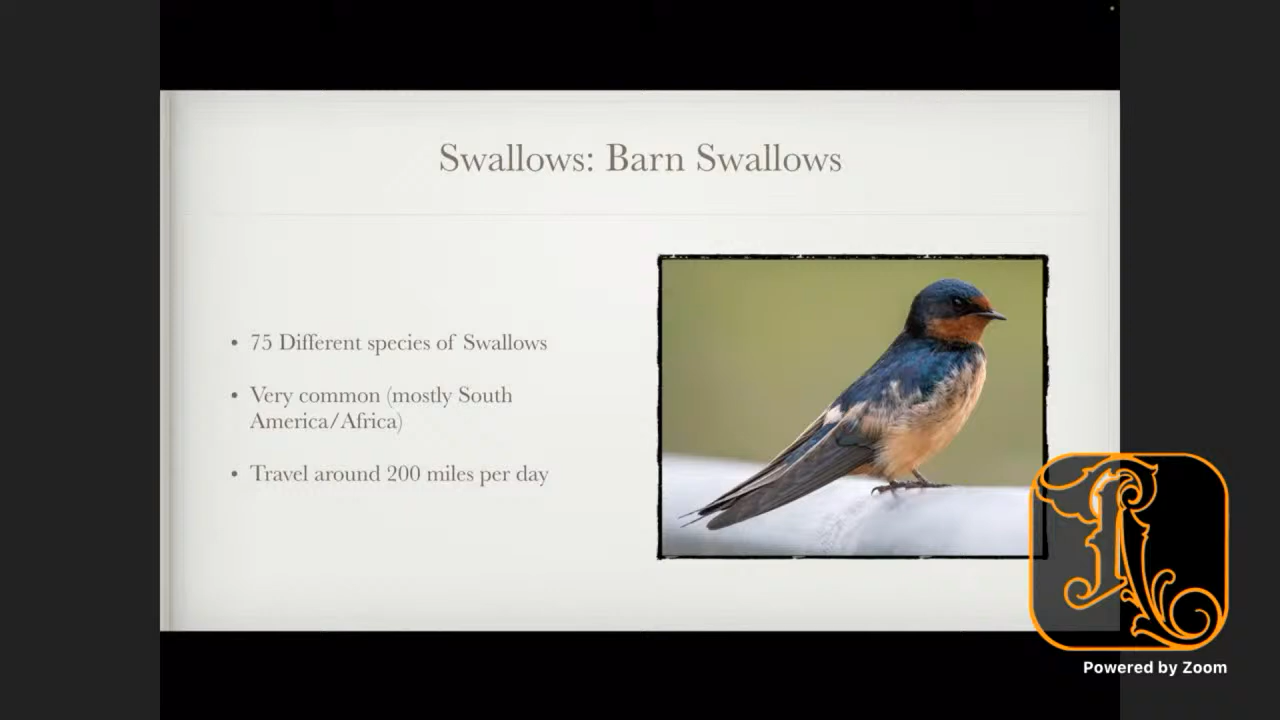 Swallows: Barn Swallows
• 75 Different species of Swallows
• Very common (mostly South
America/Africa)
• Travel around 200 miles per day
Powered by Zoom